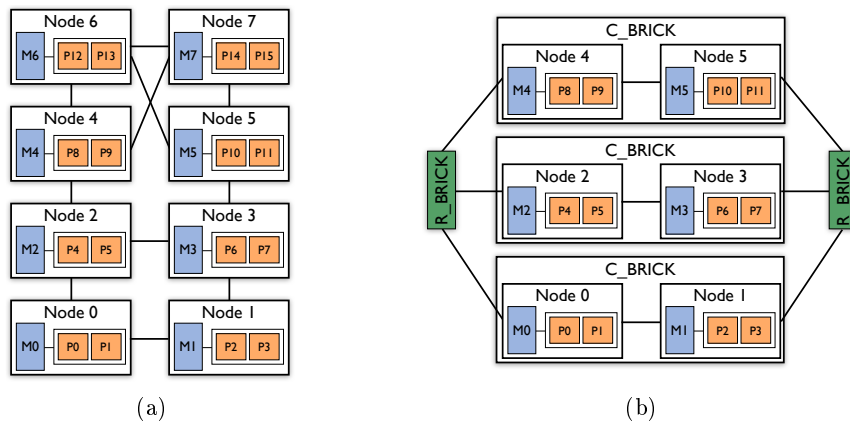 Node 6
M6 P12 P13
Node 7
M7 P14 P15
Node 4
M4 P8 P9
Node 5
M5 P10 P11
Node 2
M2 P4 P5
Node 3
M3 P6 P7
Node 0
M0 P0 P1
Node 1
M1 P2 P3
(a)
C_BRICK
Node 4
M4 P8 P9
Node 5
M5 P10 P11
R_BRICK
C_BRICK
Node 2
M2 P4 P5
Node 3
M3 P6 P7
R_BRICK
C_BRICK
Node 0
M0 P0 P1
Node 1
M1 P2 P3
(b)